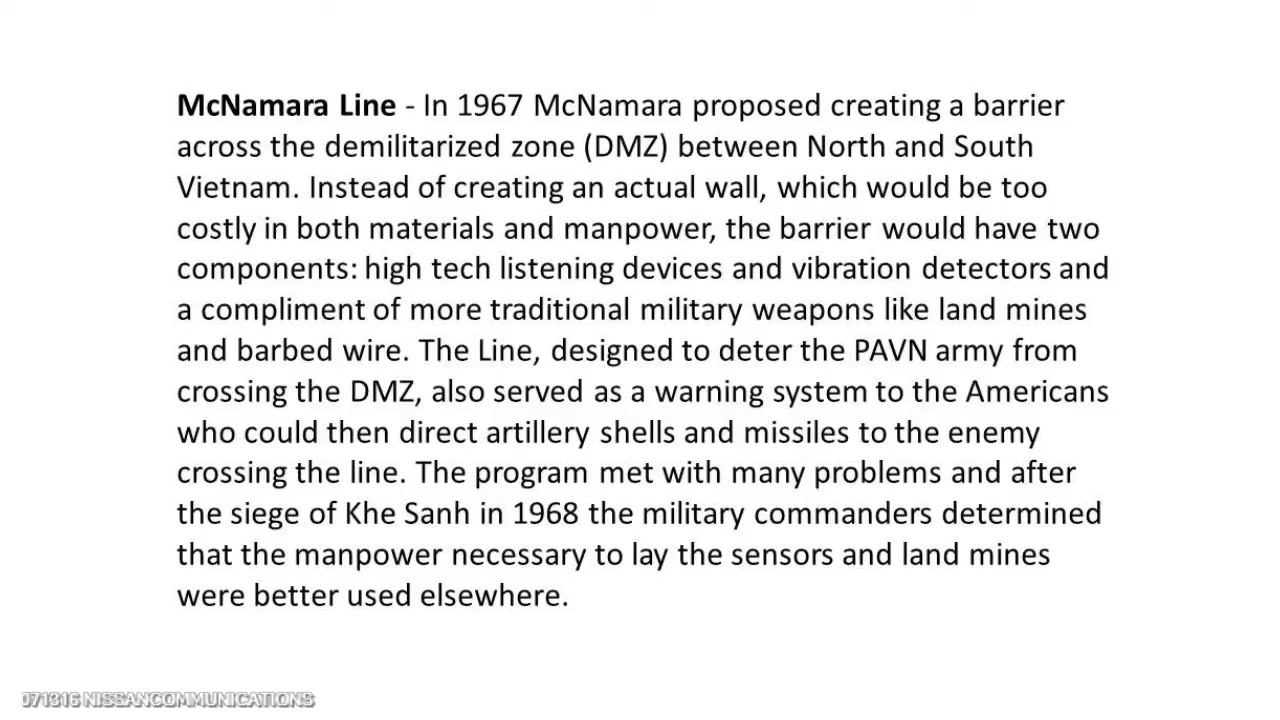 McNamara Line - In 1967 McNamara proposed creating a barrier
across the demilitarized zone (DMZ) between North and South
Vietnam. Instead of creating an actual wall, which would be too
costly in both materials and manpower, the barrier would have two
components: high tech listening devices and vibration detectors and
a compliment of more traditional military weapons like land mines
and barbed wire. The Line, designed to deter the PAVN army from
crossing the DMZ, also served as a warning system to the Americans
who could then direct artillery shells and missiles to the enemy
crossing the line. The program met with many problems and after
the siege of Khe Sanh in 1968 the military commanders determined
that the manpower necessary to lay the sensors and land mines
were better used elsewhere.
071316 NISSANCOMMUNICATIONS